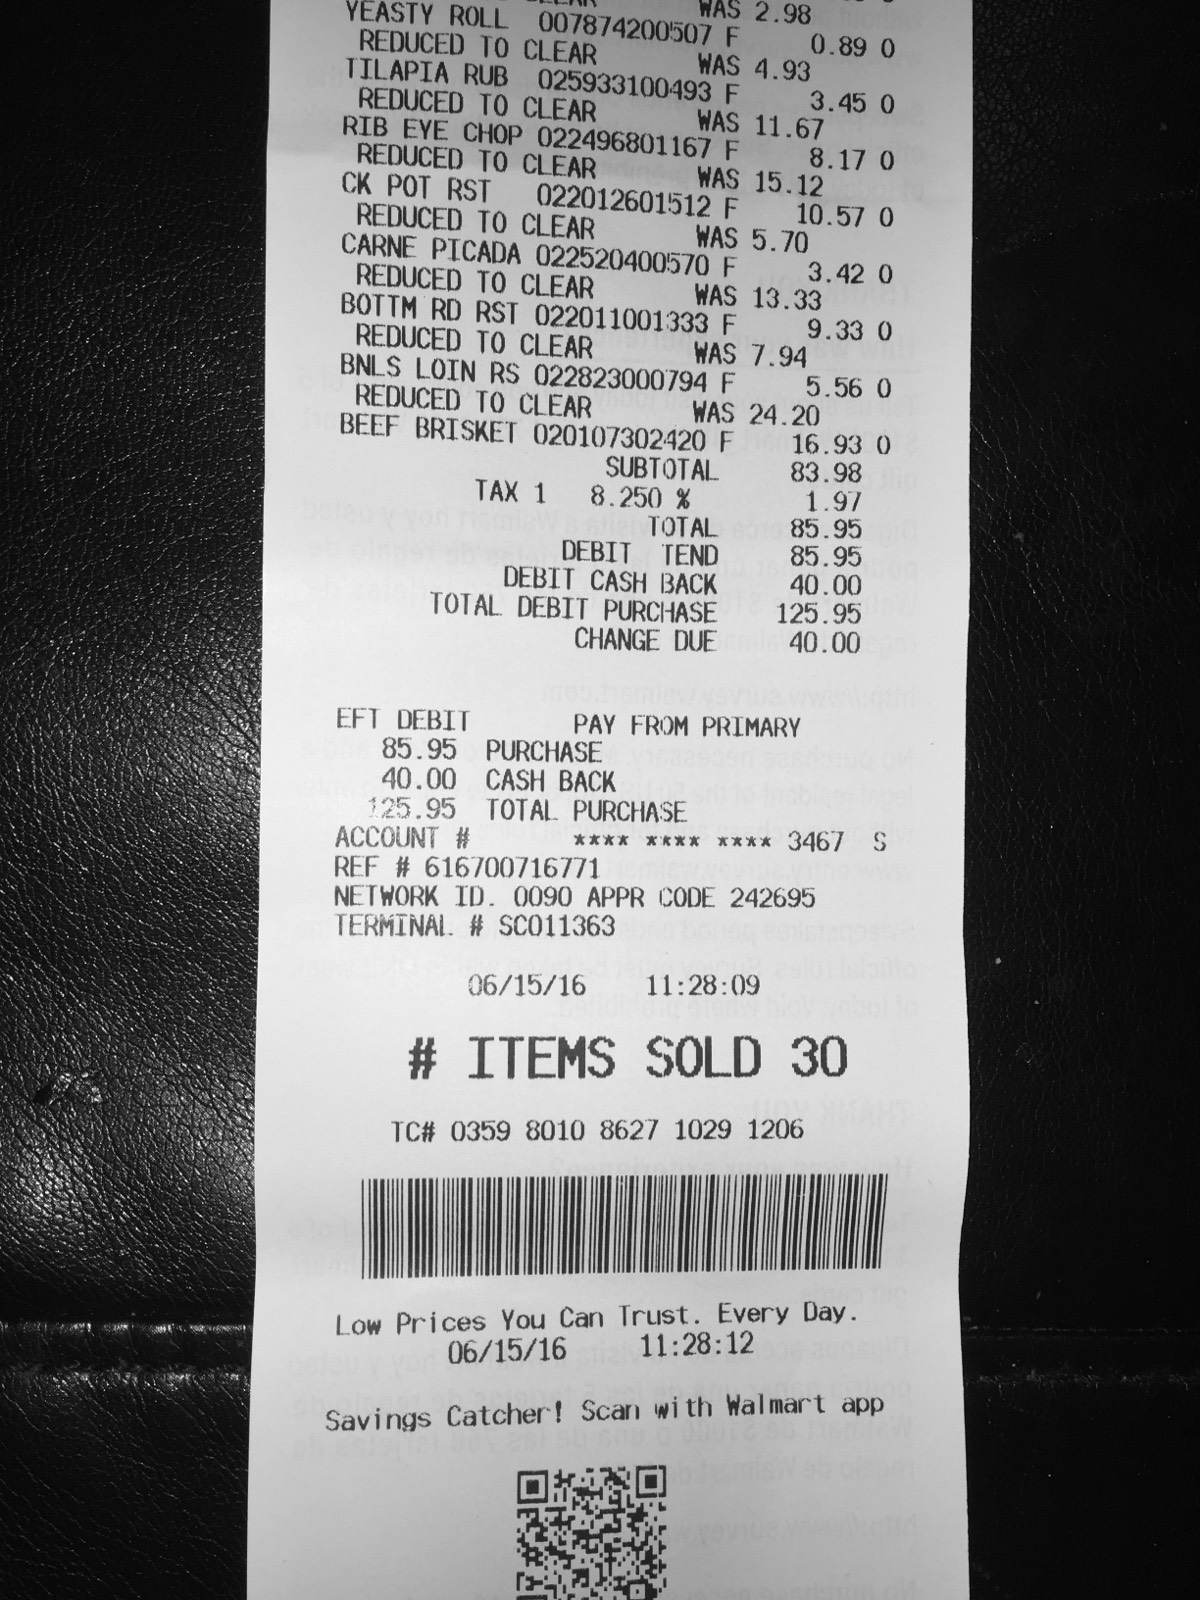 WAS 2.98
YEASTY ROLL 007874200507 F 0.89 O
REDUCED TO CLEAR WAS 4.93
TILAPIA RUB 025933100493 F 3.45 O
REDUCED TO CLEAR WAS 11.67
RIB EYE CHOP 022496801167 F 8.17 O
REDUCED TO CLEAR WAS 15.12
CK POT RST 022012601512 F 10.57 O
REDUCED TO CLEAR WAS 5.70
CARNE PICADA 022520400570 F 3.42 O
REDUCED TO CLEAR WAS 13.33
BOTTM RD RST 022011001333 F 9.33 O
REDUCED TO CLEAR WAS 7.94
BNLS LOIN RS 022823000794 F 5.56 O
REDUCED TO CLEAR WAS 24.20
BEEF BRISKET 020107302420 F 16.93 O
SUBTOTAL 83.98
TAX 1 8.250 % 1.97
TOTAL 85.95
DEBIT TEND 85.95
DEBIT CASH BACK 40.00
TOTAL DEBIT PURCHASE 125.95
CHANGE DUE 40.00
EFT DEBIT PAY FROM PRIMARY
85.95 PURCHASE
40.00 CASH BACK
125.95 TOTAL PURCHASE
ACCOUNT # **** **** **** 3467 S
REF # 616700716771
NETWORK ID. 0090 APPR CODE 242695
TERMINAL # SC011363
06/15/16 11:28:09
# ITEMS SOLD 30
TC# 0359 8010 8627 1029 1206
Low Prices You Can Trust. Every Day.
06/15/16 11:28:12
Savings Catcher! Scan with Walmart app